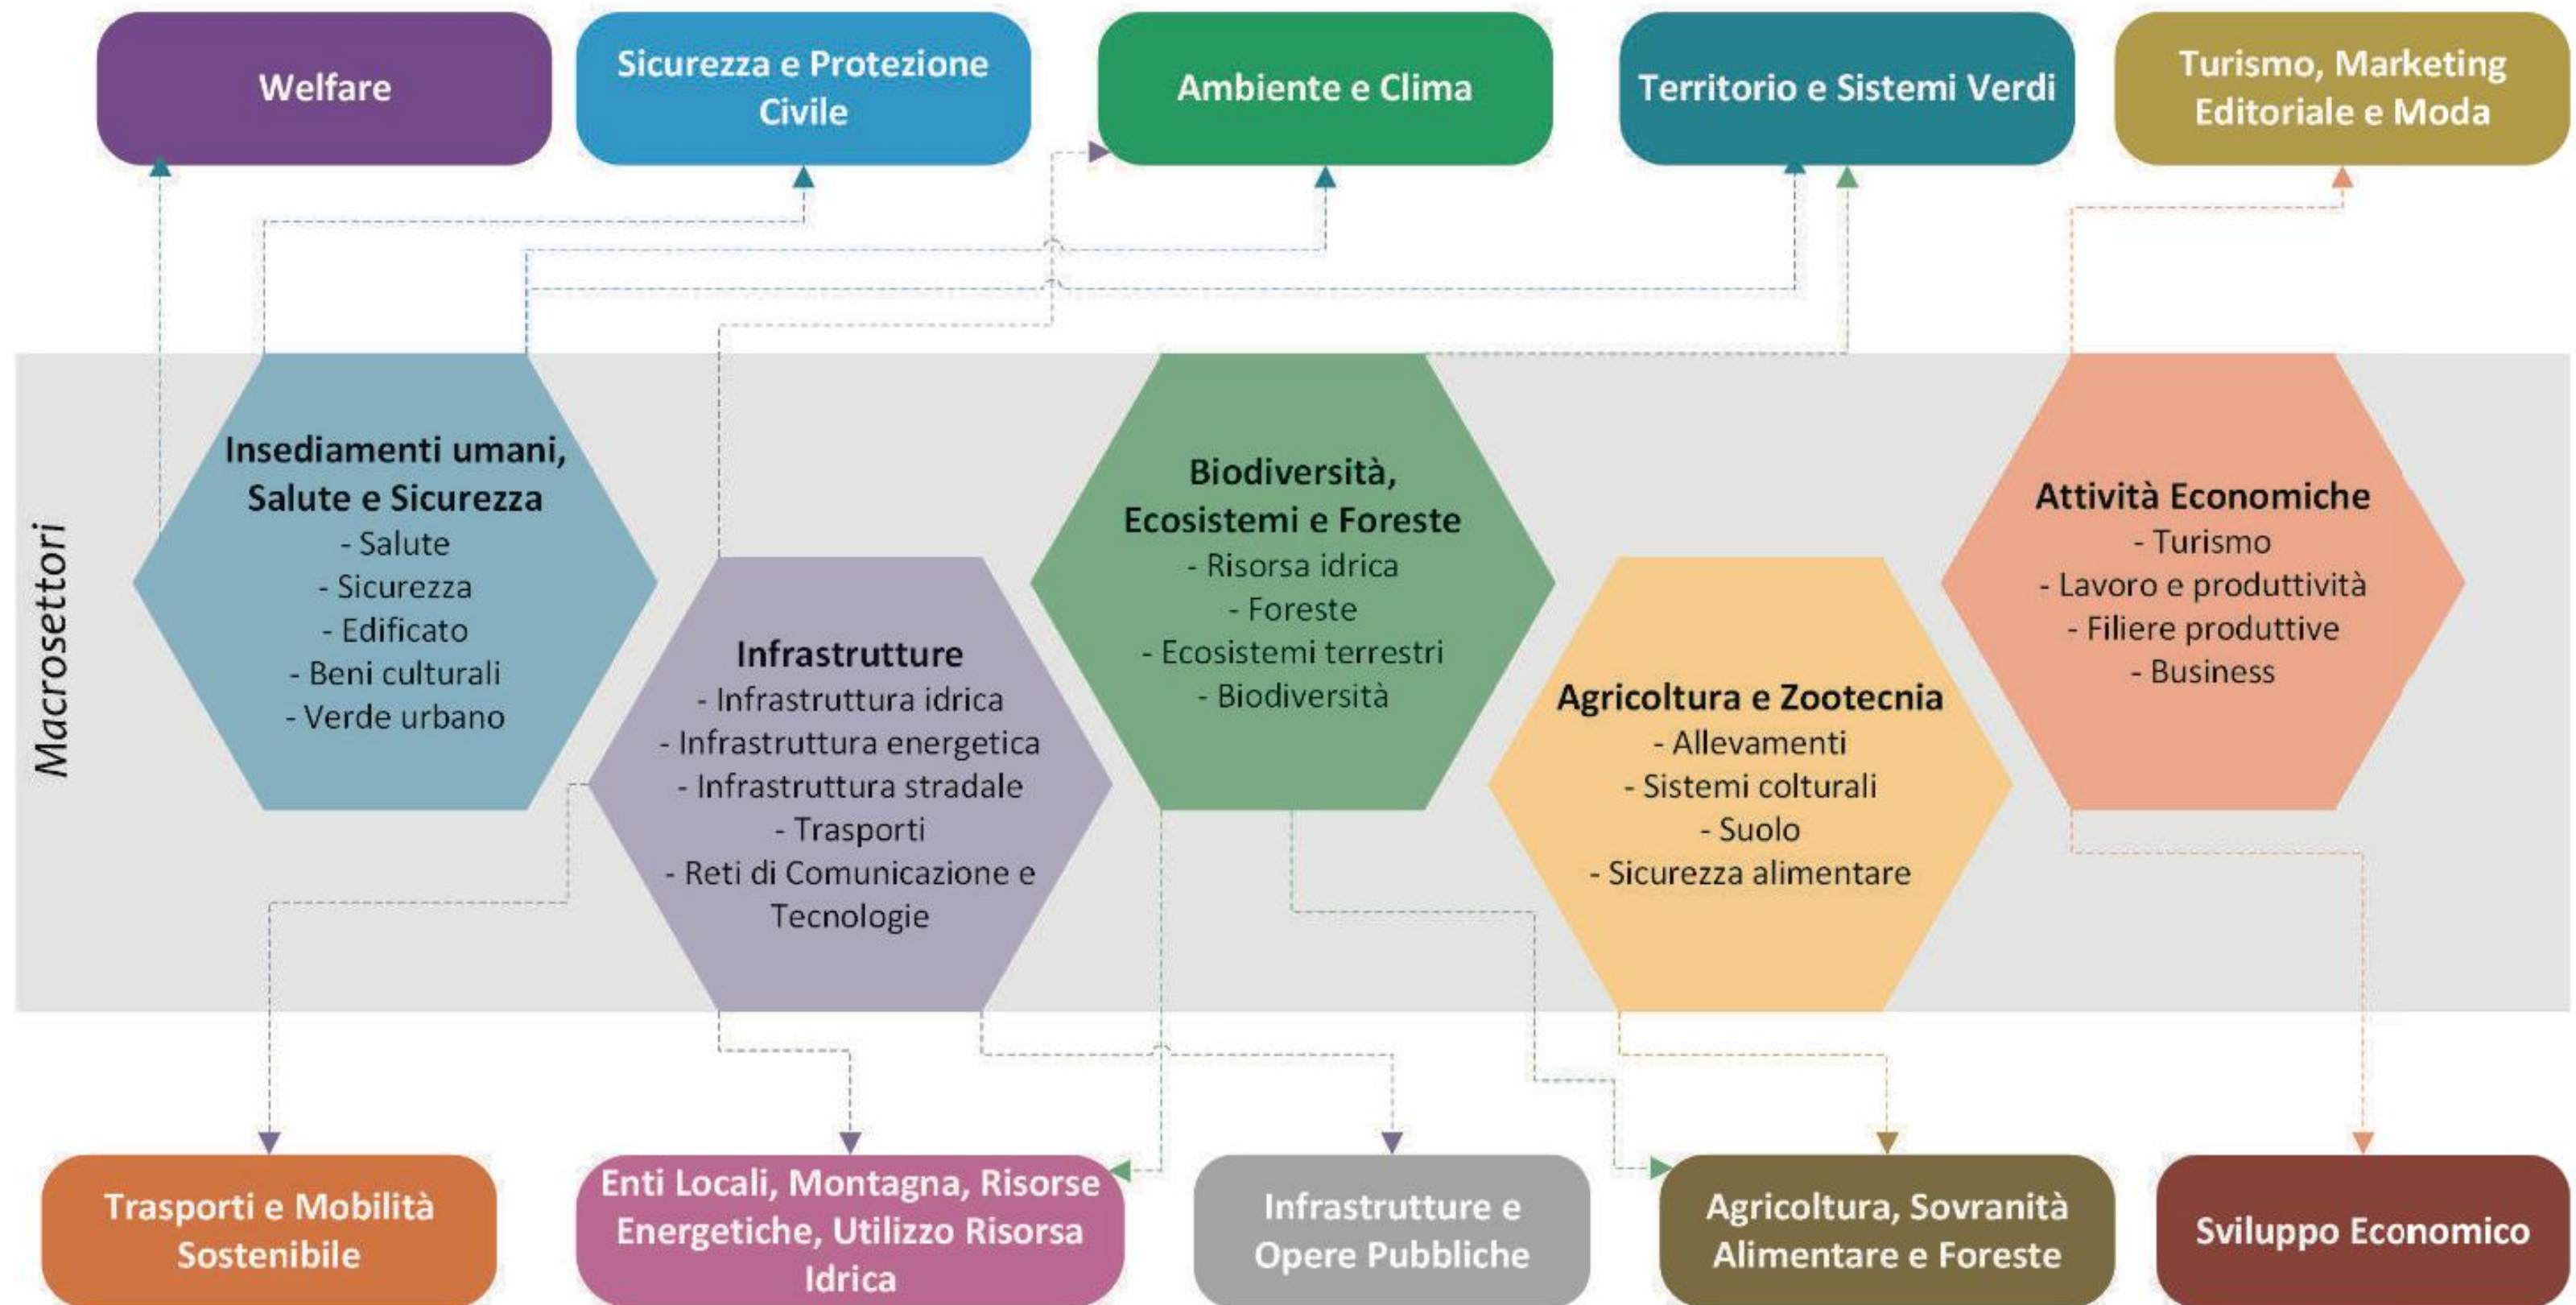 Welfare
Sicurezza e Protezione
Civile
Ambiente e Clima
Territorio e Sistemi Verdi
Turismo, Marketing
Editoriale e Moda
Macrosettori
Insediamenti umani,
Salute e Sicurezza
- Salute
- Sicurezza
- Edificato
- Beni culturali
- Verde urbano
Infrastrutture
- Infrastruttura idrica
- Infrastruttura energetica
- Infrastruttura stradale
- Trasporti
- Reti di Comunicazione e
Tecnologie
Biodiversità,
Ecosistemi e Foreste
- Risorsa idrica
- Foreste
- Ecosistemi terrestri
- Biodiversità
Agricoltura e Zootecnia
- Allevamenti
- Sistemi colturali
- Suolo
- Sicurezza alimentare
Attività Economiche
- Turismo
- Lavoro e produttività
- Filiere produttive
- Business
Trasporti e Mobilità
Sostenibile
Enti Locali, Montagna, Risorse
Energetiche, Utilizzo Risorsa
Idrica
Infrastrutture e
Opere Pubbliche
Agricoltura, Sovranità
Alimentare e Foreste
Sviluppo Economico